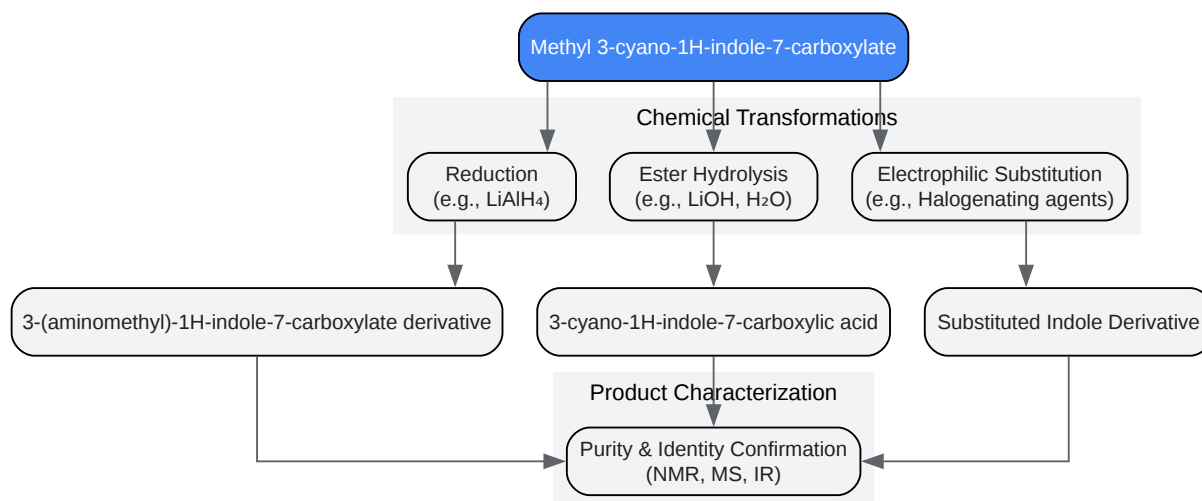 Methyl 3-cyano-1H-indole-7-carboxylate
Chemical Transformations
Reduction
(e.g., LiAlH₄)
Ester Hydrolysis
(e.g., LiOH, H₂O)
Electrophilic Substitution
(e.g., Halogenating agents)
3-(aminomethyl)-1H-indole-7-carboxylate derivative
3-cyano-1H-indole-7-carboxylic acid
Substituted Indole Derivative
Product Characterization
Purity & Identity Confirmation
(NMR, MS, IR)